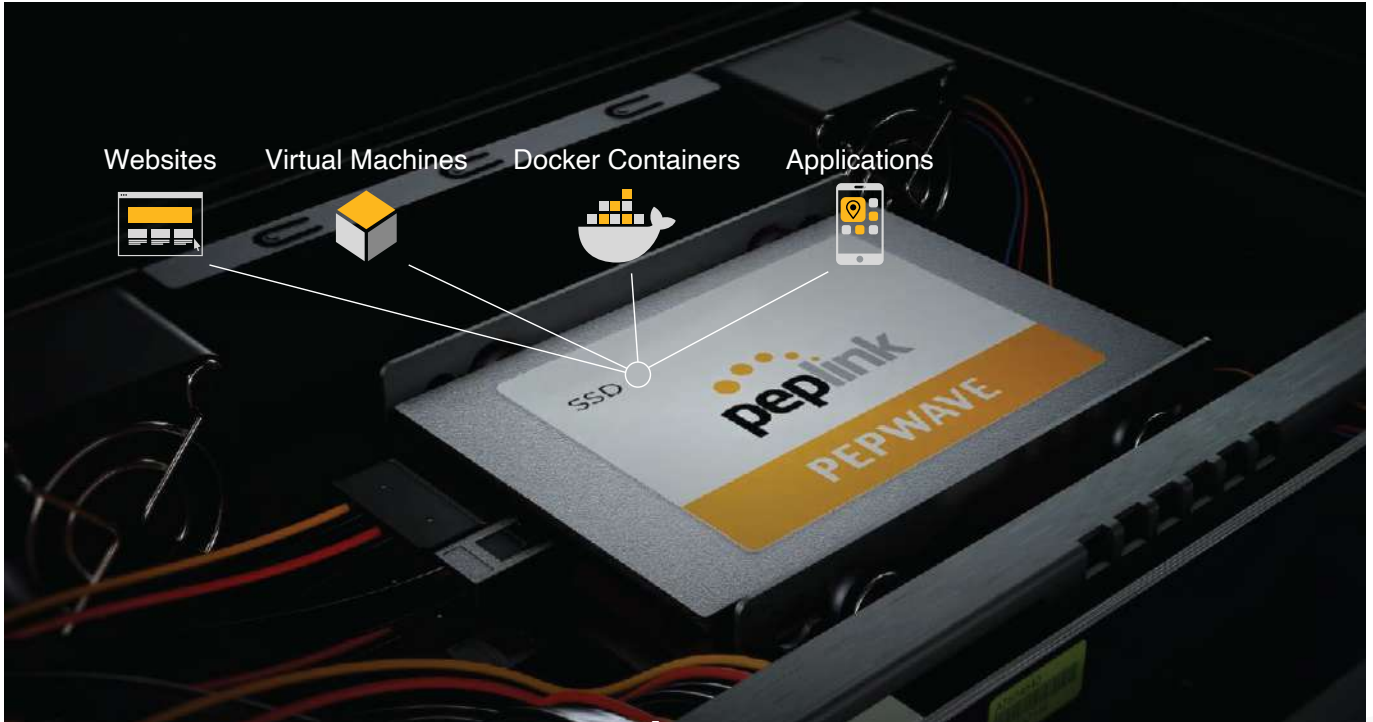 Websites
Virtual Machines
Docker Containers
Applications
SSD
peplink
PEPWAVE